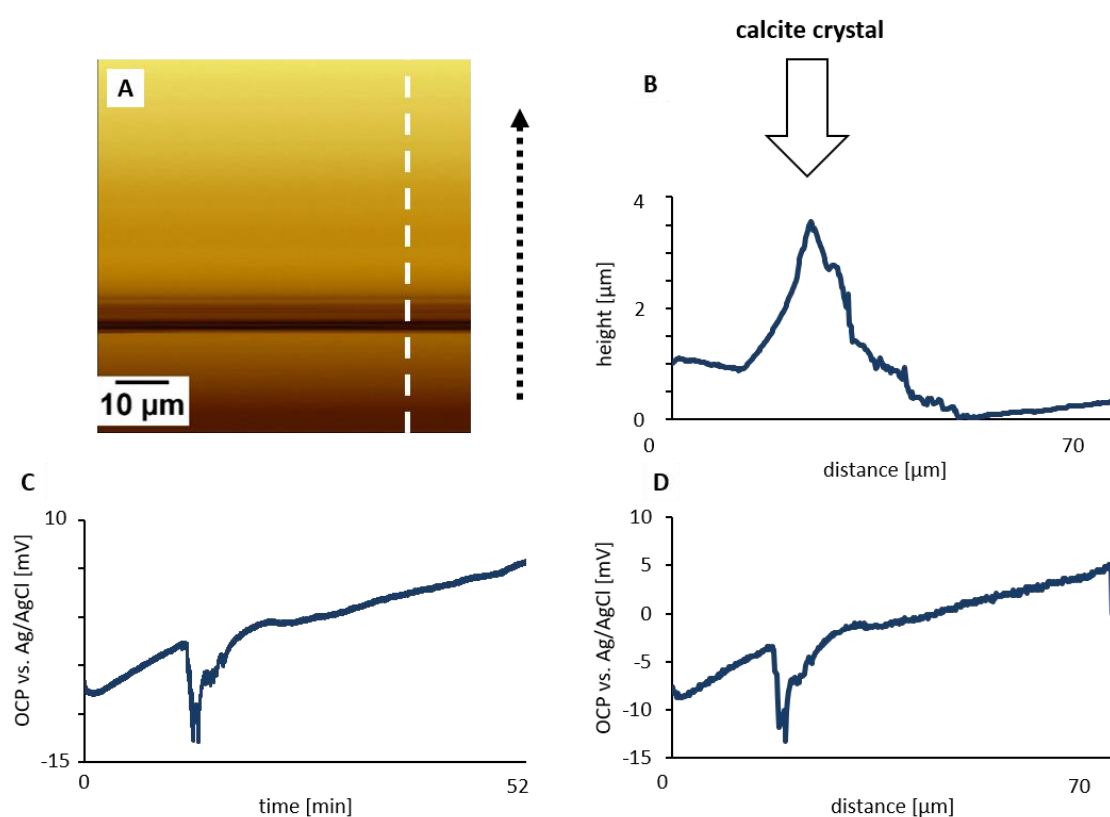 calcite crystal
A
10 µm
B
height [µm]
4
2
0
0
70
distance [µm]
C
OCP vs. Ag/AgCl [mV]
10
-15
0
52
time [min]
D
OCP vs. Ag/AgCl [mV]
10
5
0
-5
-10
-15
0
70
distance [µm]